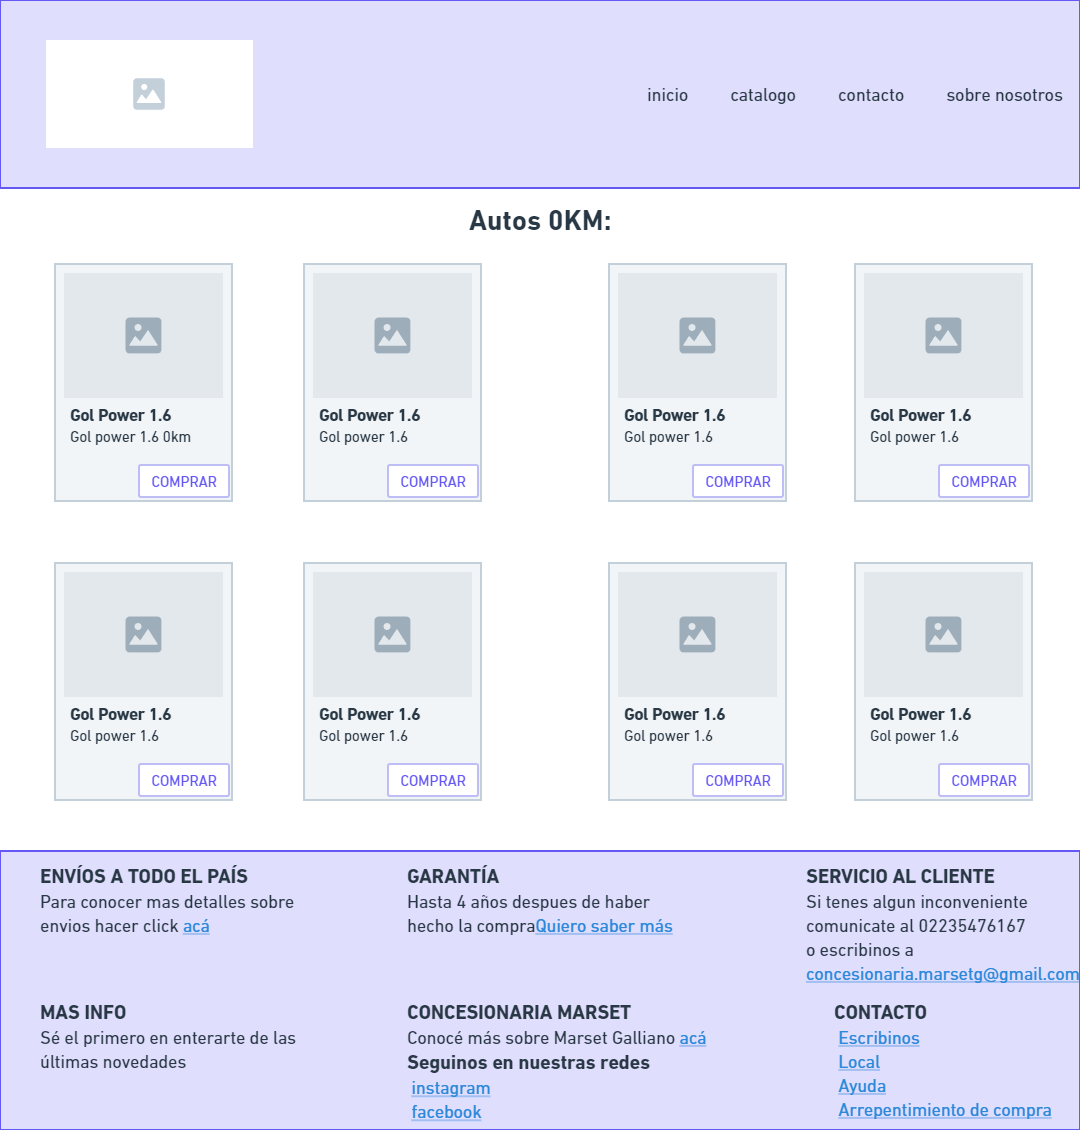 inicio catalogo contacto sobre nosotros
Autos 0KM:
Gol Power 1.6
Gol power 1.6 0km
COMPRAR
Gol Power 1.6
Gol power 1.6
COMPRAR
Gol Power 1.6
Gol power 1.6
COMPRAR
Gol Power 1.6
Gol power 1.6
COMPRAR
Gol Power 1.6
Gol power 1.6
COMPRAR
Gol Power 1.6
Gol power 1.6
COMPRAR
Gol Power 1.6
Gol power 1.6
COMPRAR
Gol Power 1.6
Gol power 1.6
COMPRAR
ENVÍOS A TODO EL PAÍS
Para conocer mas detalles sobre
envios hacer click acá
GARANTÍA
Hasta 4 años despues de haber
hecho la compraQuiero saber más
SERVICIO AL CLIENTE
Si tenes algun inconveniente
comunicate al 02235476167
o escribinos a
concesionaria.marsetg@gmail.com
MAS INFO
Sé el primero en enterarte de las
últimas novedades
CONCESIONARIA MARSET
Conocé más sobre Marset Galliano acá
Seguinos en nuestras redes
instagram
facebook
CONTACTO
Escribinos
Local
Ayuda
Arrepentimiento de compra